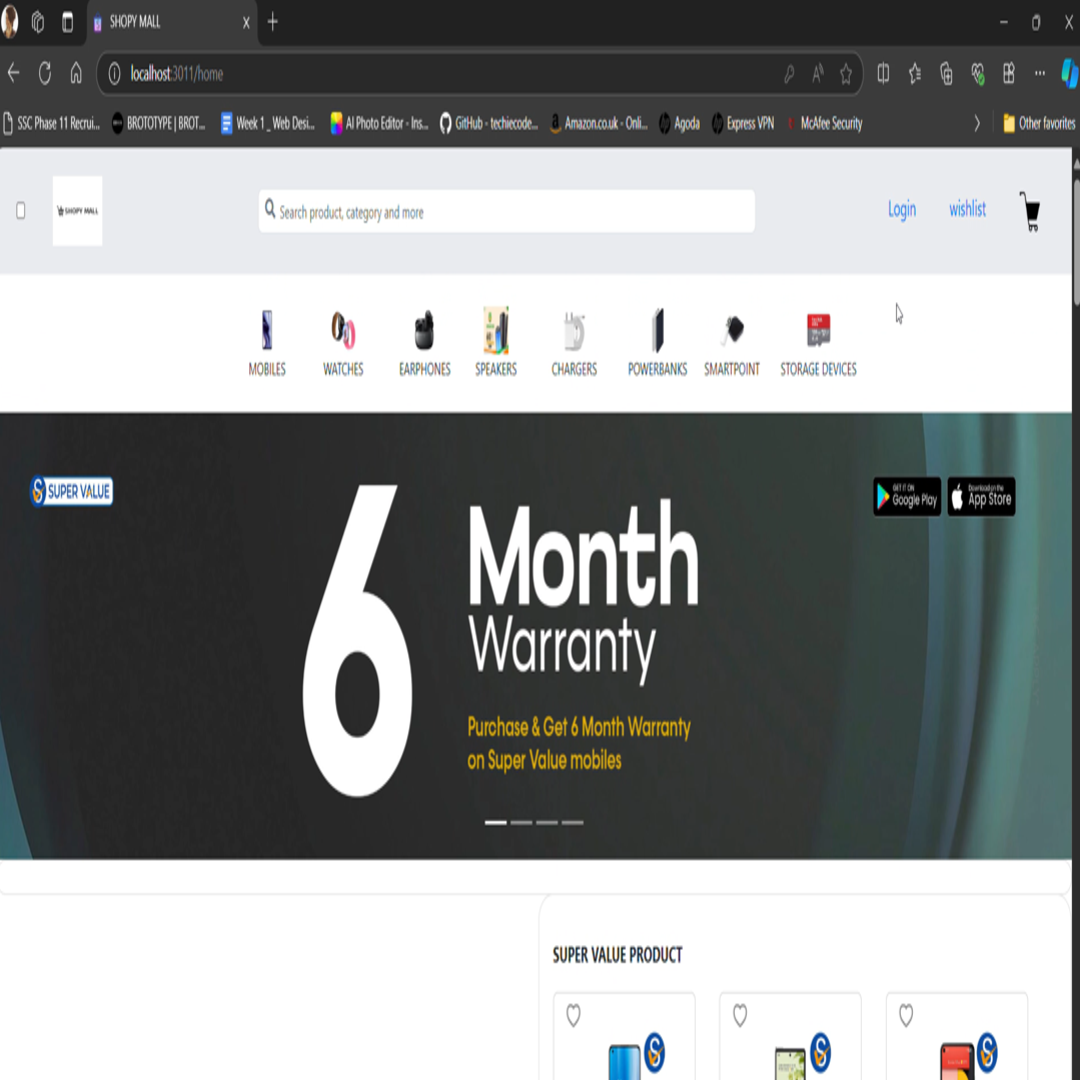 SHOPY MALL
localhost:3011/home
SSC Phase 11 Recrui...
BROTOTYPE | BROT...
Week 1 _ Web Desi...
AI Photo Editor - Ins...
GitHub - techiecode...
Amazon.co.uk - Onli...
Agoda
Express VPN
McAfee Security
Other favorites
SHOPY MALL
Search product, category and more
Login
wishlist
MOBILES
WATCHES
EARPHONES
SPEAKERS
CHARGERS
POWERBANKS
SMARTPOINT
STORAGE DEVICES
SUPER VALUE
GET IT ON
Google Play
Download on the
App Store
6
Month
Warranty
Purchase & Get 6 Month Warranty
on Super Value mobiles
SUPER VALUE PRODUCT